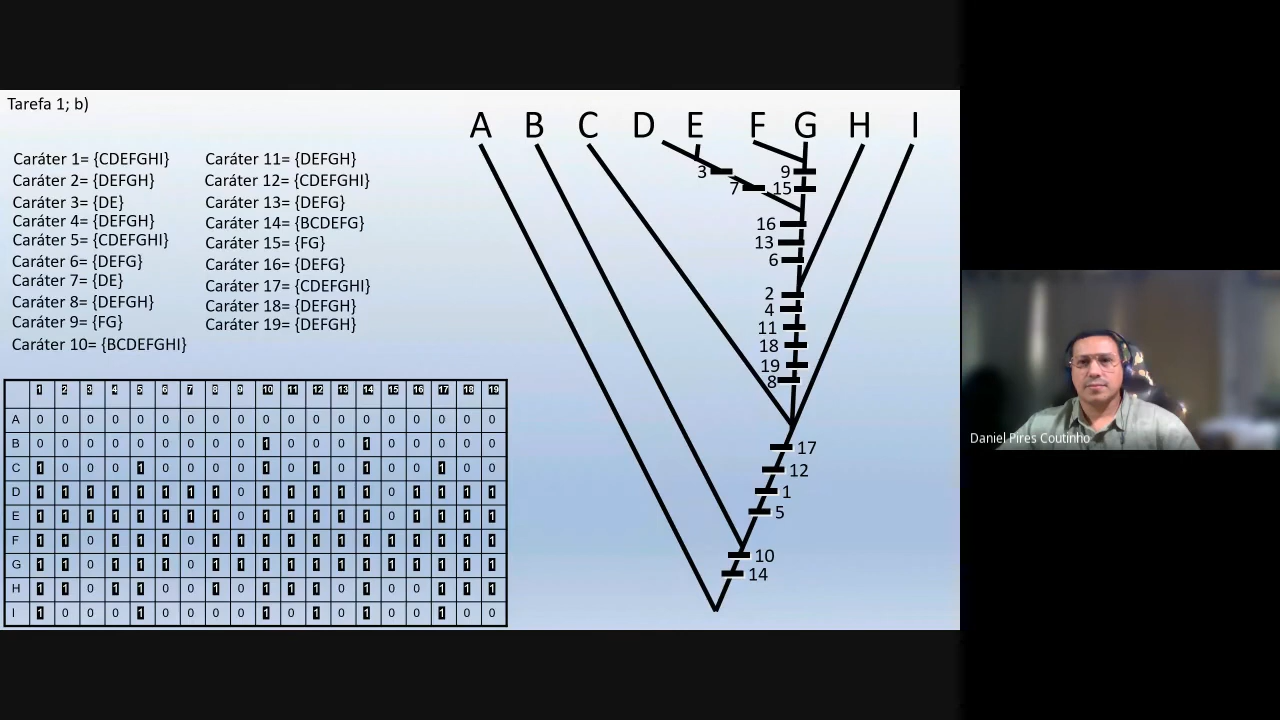 Tarefa 1; b)
Caráter 1= {CDEFGHI}
Caráter 2= {DEFGH}
Caráter 3= {DE}
Caráter 4= {DEFGH}
Caráter 5= {CDEFGHI}
Caráter 6= {DEFG}
Caráter 7= {DE}
Caráter 8= {DEFGH}
Caráter 9= {FG}
Caráter 10= {BCDEFGHI}
Caráter 11= {DEFGH}
Caráter 12= {CDEFGHI}
Caráter 13= {DEFG}
Caráter 14= {BCDEFG}
Caráter 15= {FG}
Caráter 16= {DEFG}
Caráter 17= {CDEFGHI}
Caráter 18= {DEFGH}
Caráter 19= {DEFGH}
1 2 3 4 5 6 7 8 9 10 11 12 13 14 15 16 17 18 19
A 0 0 0 0 0 0 0 0 0 0 0 0 0 0 0 0 0 0 0
B 0 0 0 0 0 0 0 0 0 1 0 0 0 1 0 0 0 0 0
C 1 0 0 0 1 0 0 0 0 1 0 1 0 1 0 0 1 0 0
D 1 1 1 1 1 1 1 1 0 1 1 1 1 1 0 1 1 1 1
E 1 1 1 1 1 1 1 1 0 1 1 1 1 1 0 1 1 1 1
F 1 1 0 1 1 1 0 1 1 1 1 1 1 1 1 1 1 1 1
G 1 1 0 1 1 1 0 1 1 1 1 1 1 1 1 1 1 1 1
H 1 1 0 1 1 0 0 1 0 1 1 1 0 1 0 0 1 1 1
I 1 0 0 0 1 0 0 0 0 1 0 1 0 1 0 0 1 0 0
A B C D E F G H I
3 9
7 15
16
13
6
2
4
11
18
19
8
17
12
1
5
10
14
Daniel Pires Coutinho